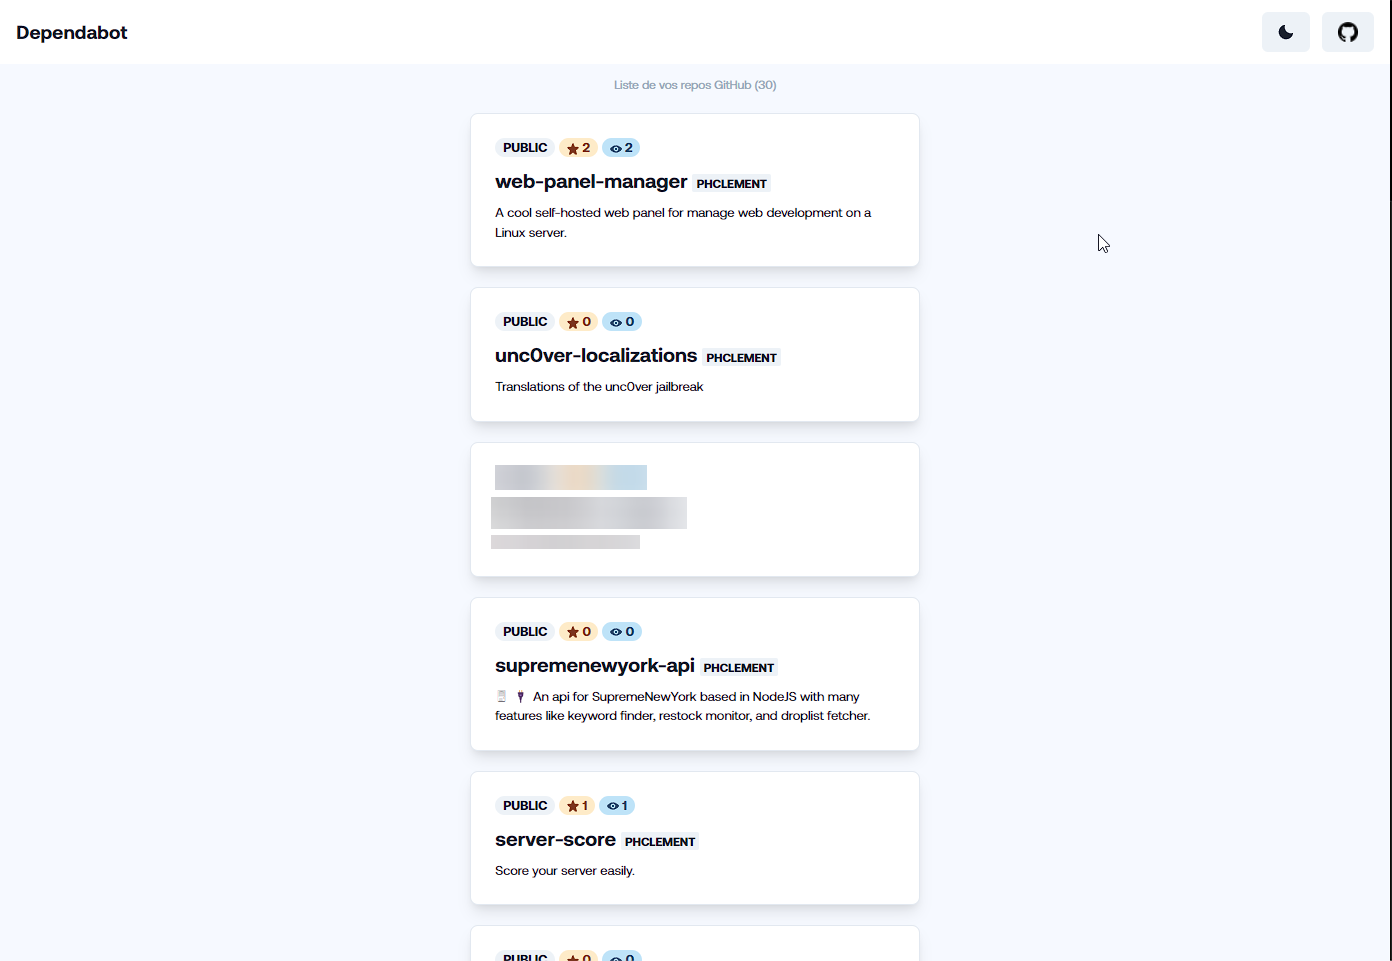 Dependabot
Liste de vos repos GitHub (30)
PUBLIC 2 2
web-panel-manager PHCLEMENT
A cool self-hosted web panel for manage web development on a
Linux server.
PUBLIC 0 0
unc0ver-localizations PHCLEMENT
Translations of the unc0ver jailbreak
PUBLIC 0 0
supremenewyork-api PHCLEMENT
An api for SupremeNewYork based in NodeJS with many
features like keyword finder, restock monitor, and droplist fetcher.
PUBLIC 1 1
server-score PHCLEMENT
Score your server easily.
PUBLIC 0 0